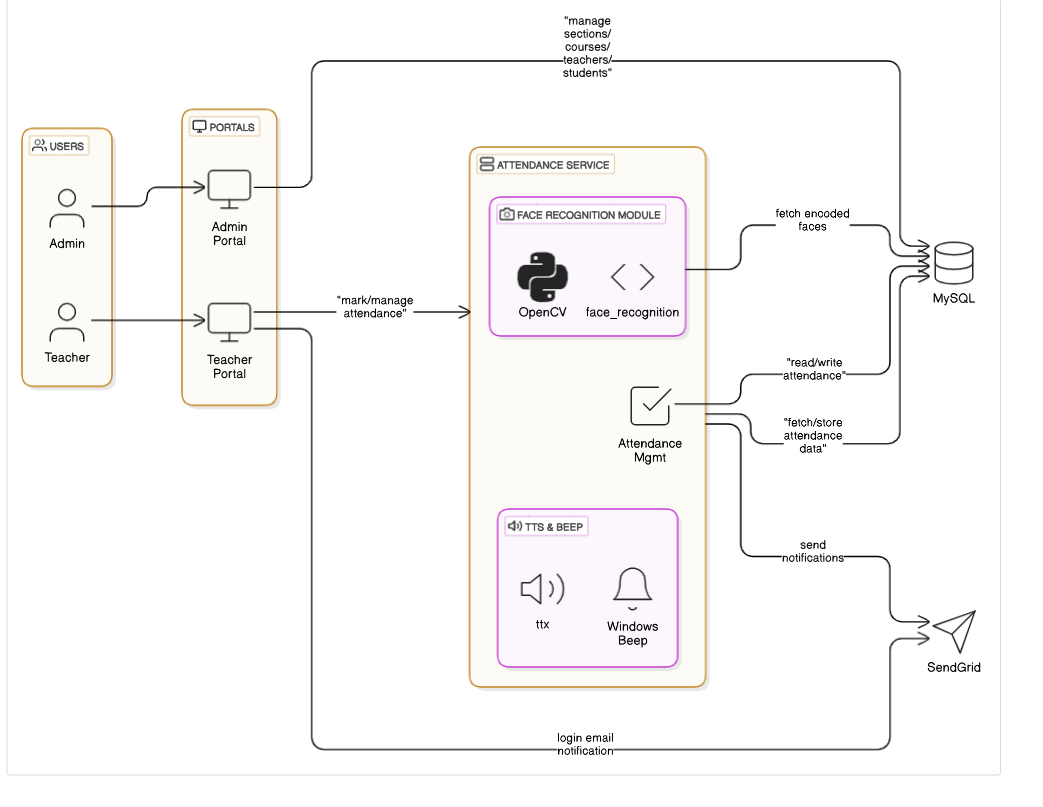 "manage
sections/
courses/
teachers/
students"
USERS
Admin
Teacher
PORTALS
Admin
Portal
Teacher
Portal
"mark/manage
attendance"
ATTENDANCE SERVICE
FACE RECOGNITION MODULE
OpenCV
face_recognition
Attendance
Mgmt
TTS & BEEP
ttx
Windows
Beep
fetch encoded
faces
MySQL
"read/write
attendance"
"fetch/store
attendance
data"
send
notifications
SendGrid
login email
notification